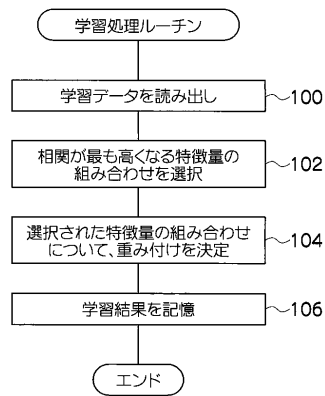 学習処理ルーチン
学習データを読み出し
100
相関が最も高くなる特徴量の
組み合わせを選択
102
選択された特徴量の組み合わせ
について、重み付けを決定
104
学習結果を記憶
106
エンド